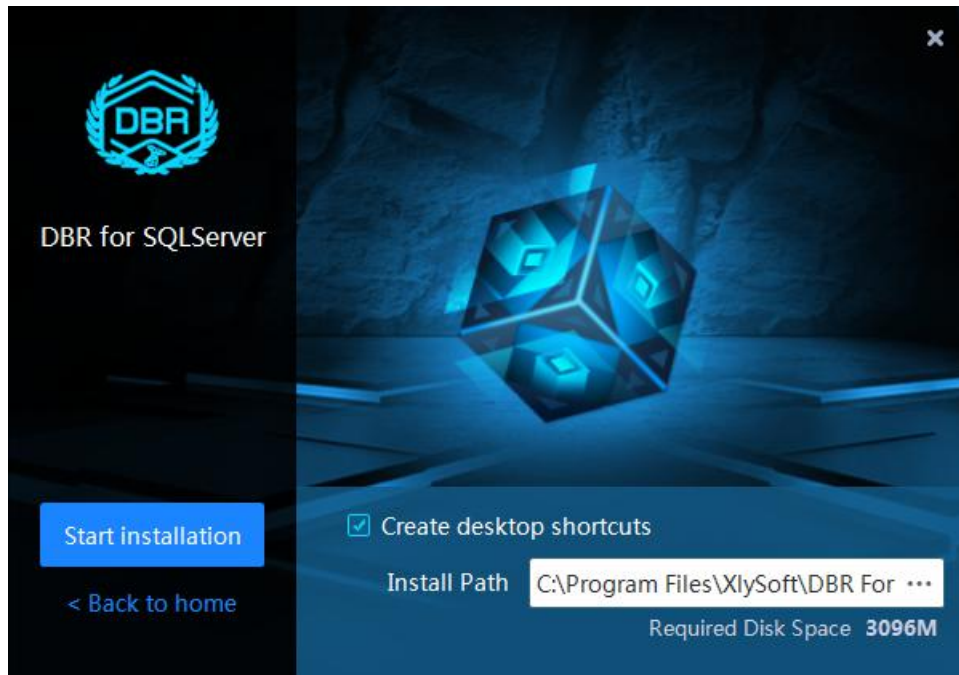 DBR
DBR for SQLServer
Start installation
< Back to home
Create desktop shortcuts
Install Path C:\Program Files\XlySoft\DBR For ···
Required Disk Space 3096M